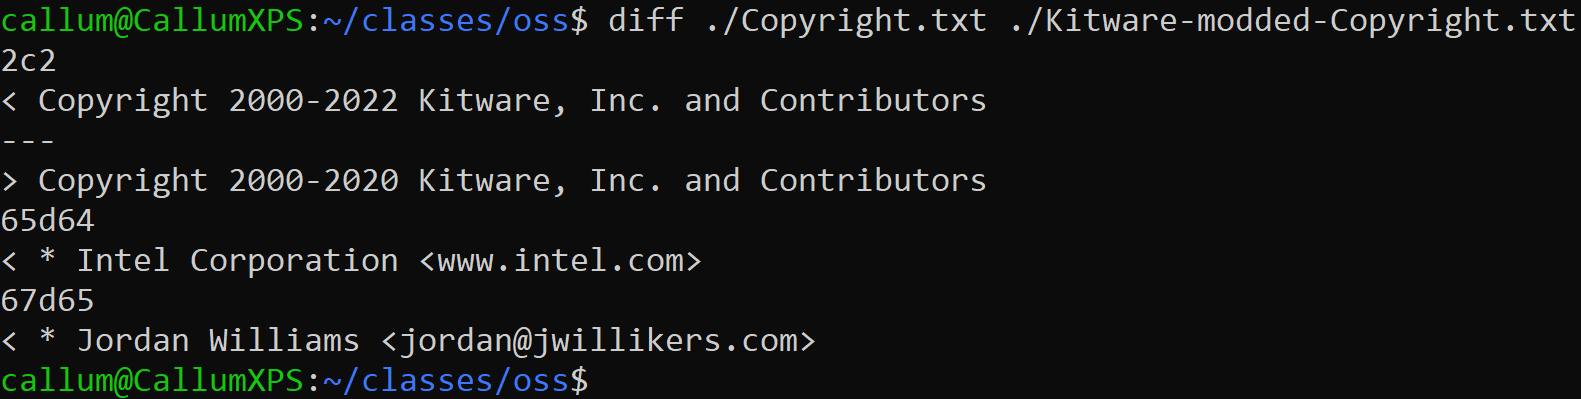 callum@CallumXPS:~/classes/oss$ diff ./Copyright.txt ./Kitware-modded-Copyright.txt
2c2
< Copyright 2000-2022 Kitware, Inc. and Contributors
---
> Copyright 2000-2020 Kitware, Inc. and Contributors
65d64
< * Intel Corporation <www.intel.com>
67d65
< * Jordan Williams <jordan@jwillikers.com>
callum@CallumXPS:~/classes/oss$